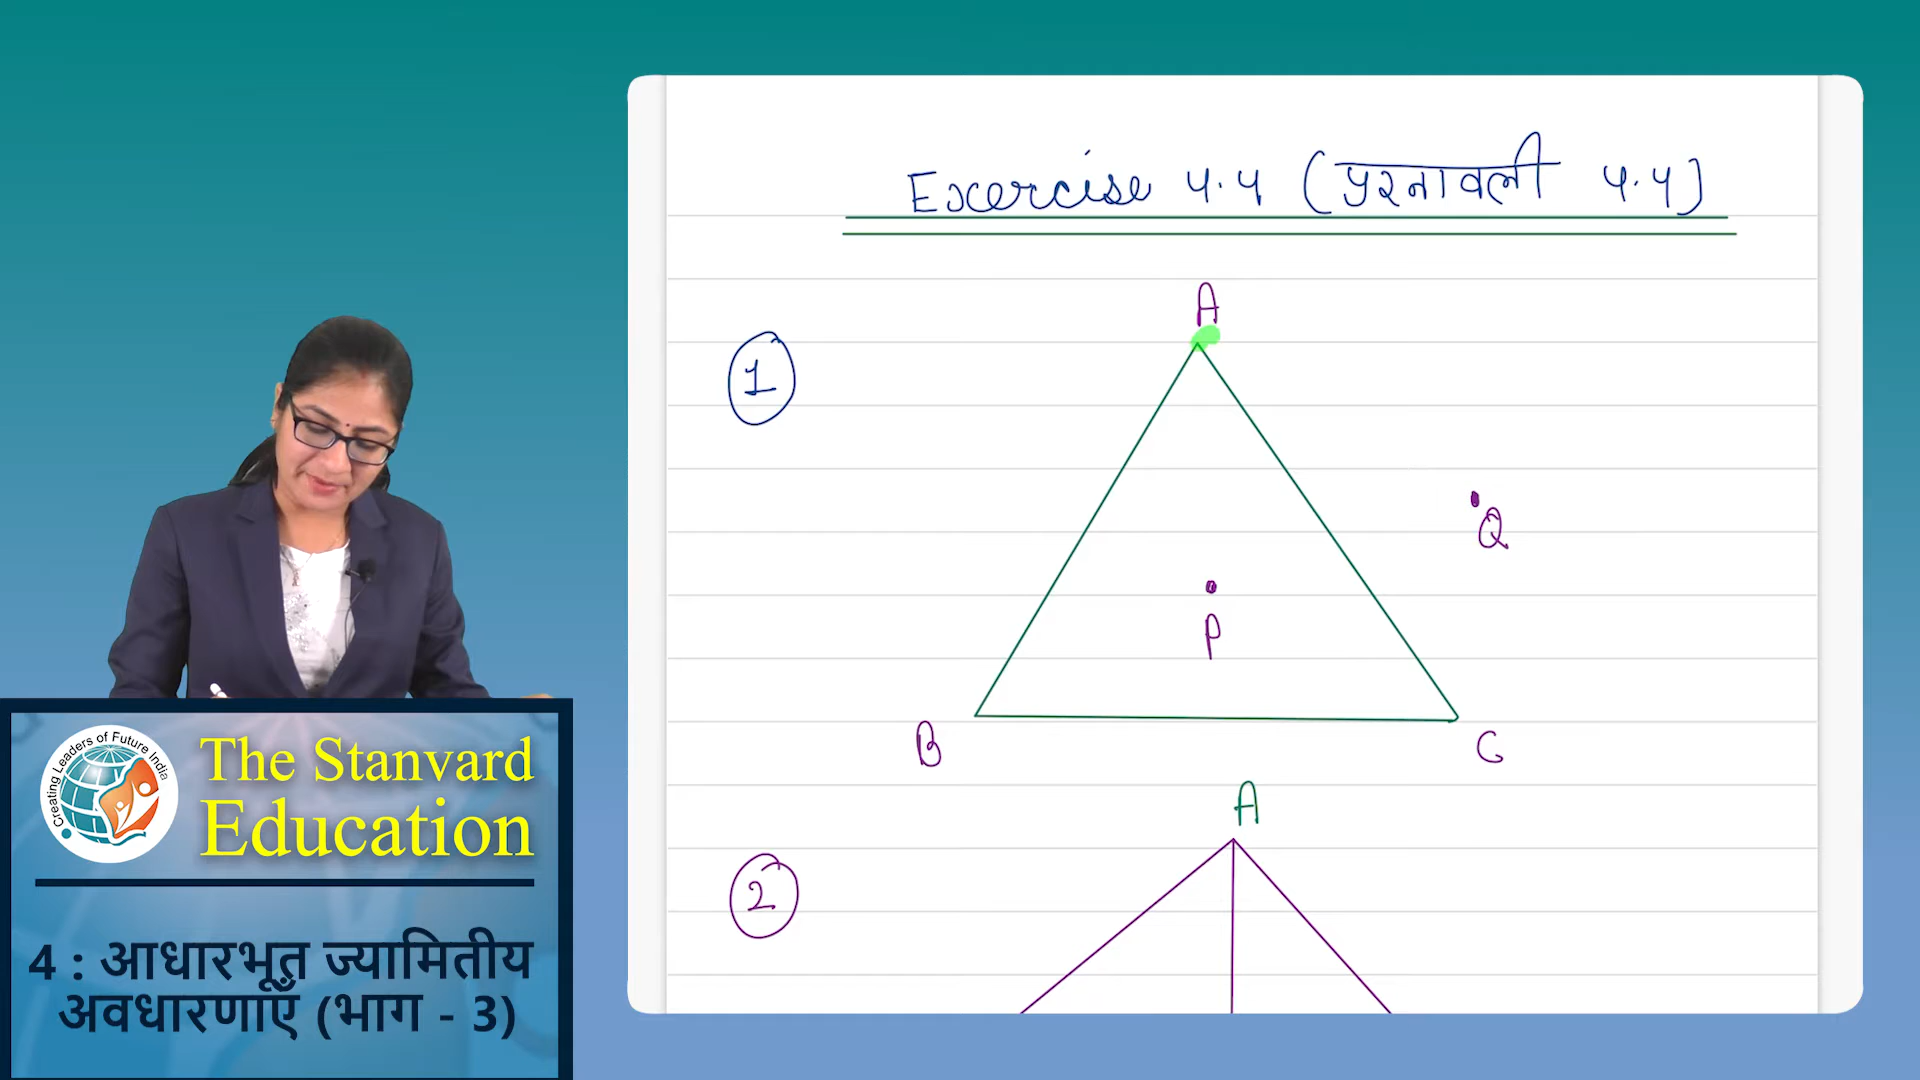 Exercise 4.4 (प्रश्नावली 4.4)
1
A
Q
P
B
C
A
2
Creating Leaders of Future India
The Stanvard
Education
4 : आधारभूत ज्यामितीय
अवधारणाएँ (भाग - 3)